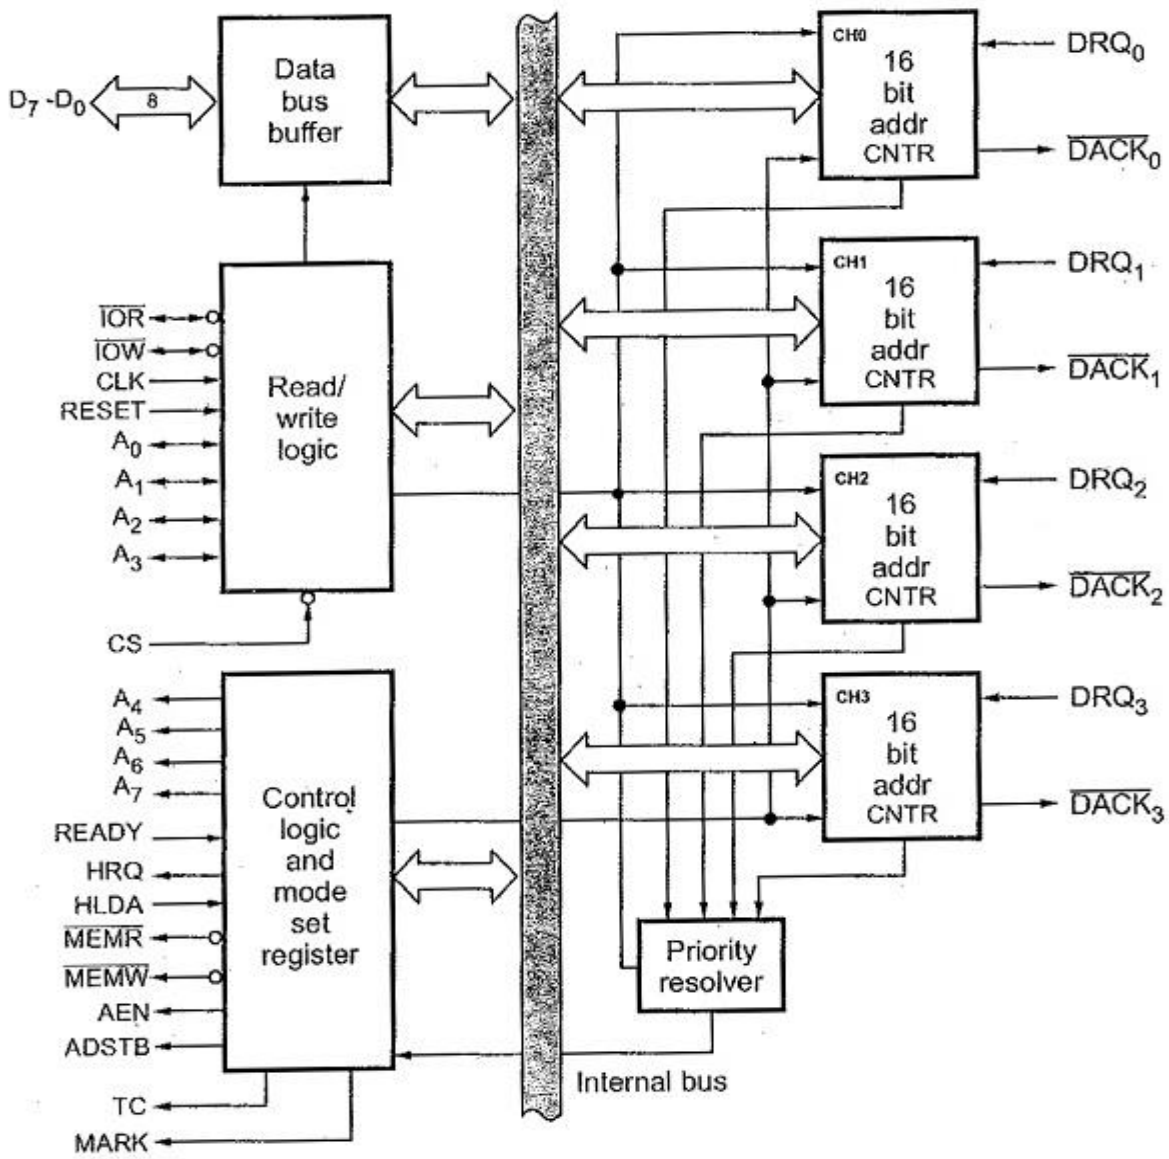 D7 -D0
8
Data
bus
buffer
IOR
IOW
CLK
RESET
A0
A1
A2
A3
CS
Read/
write
logic
A4
A5
A6
A7
READY
HRQ
HLDA
MEMR
MEMW
AEN
ADSTB
TC
MARK
Control
logic
and
mode
set
register
CH0
16
bit
addr
CNTR
DRQ0
DACK0
CH1
16
bit
addr
CNTR
DRQ1
DACK1
CH2
16
bit
addr
CNTR
DRQ2
DACK2
CH3
16
bit
addr
CNTR
DRQ3
DACK3
Priority
resolver
Internal bus